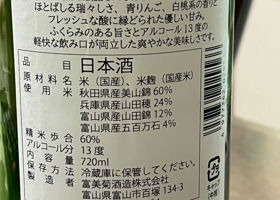 ほとばしる瑞々しさ、青りんご、白桃系の香りと
フレッシュな酸に縁どられた優しい甘み。
ふくらみのある旨さとアルコール13度の
軽快な飲み口が両立した爽やかな美味しさです。
品目 日本酒
原材料名 米（国産）、米麹（国産米）
使用米 秋田県産美山錦60%
兵庫県産山田穂24%
富山県産山田錦12%
富山県産五百万石4%
精米歩合 60%
アルコール分 13度
内容量 720ml
保存方法 冷蔵庫に保管してください。
製造者 富美菊酒造株式会社
富山県富山市百塚134-3